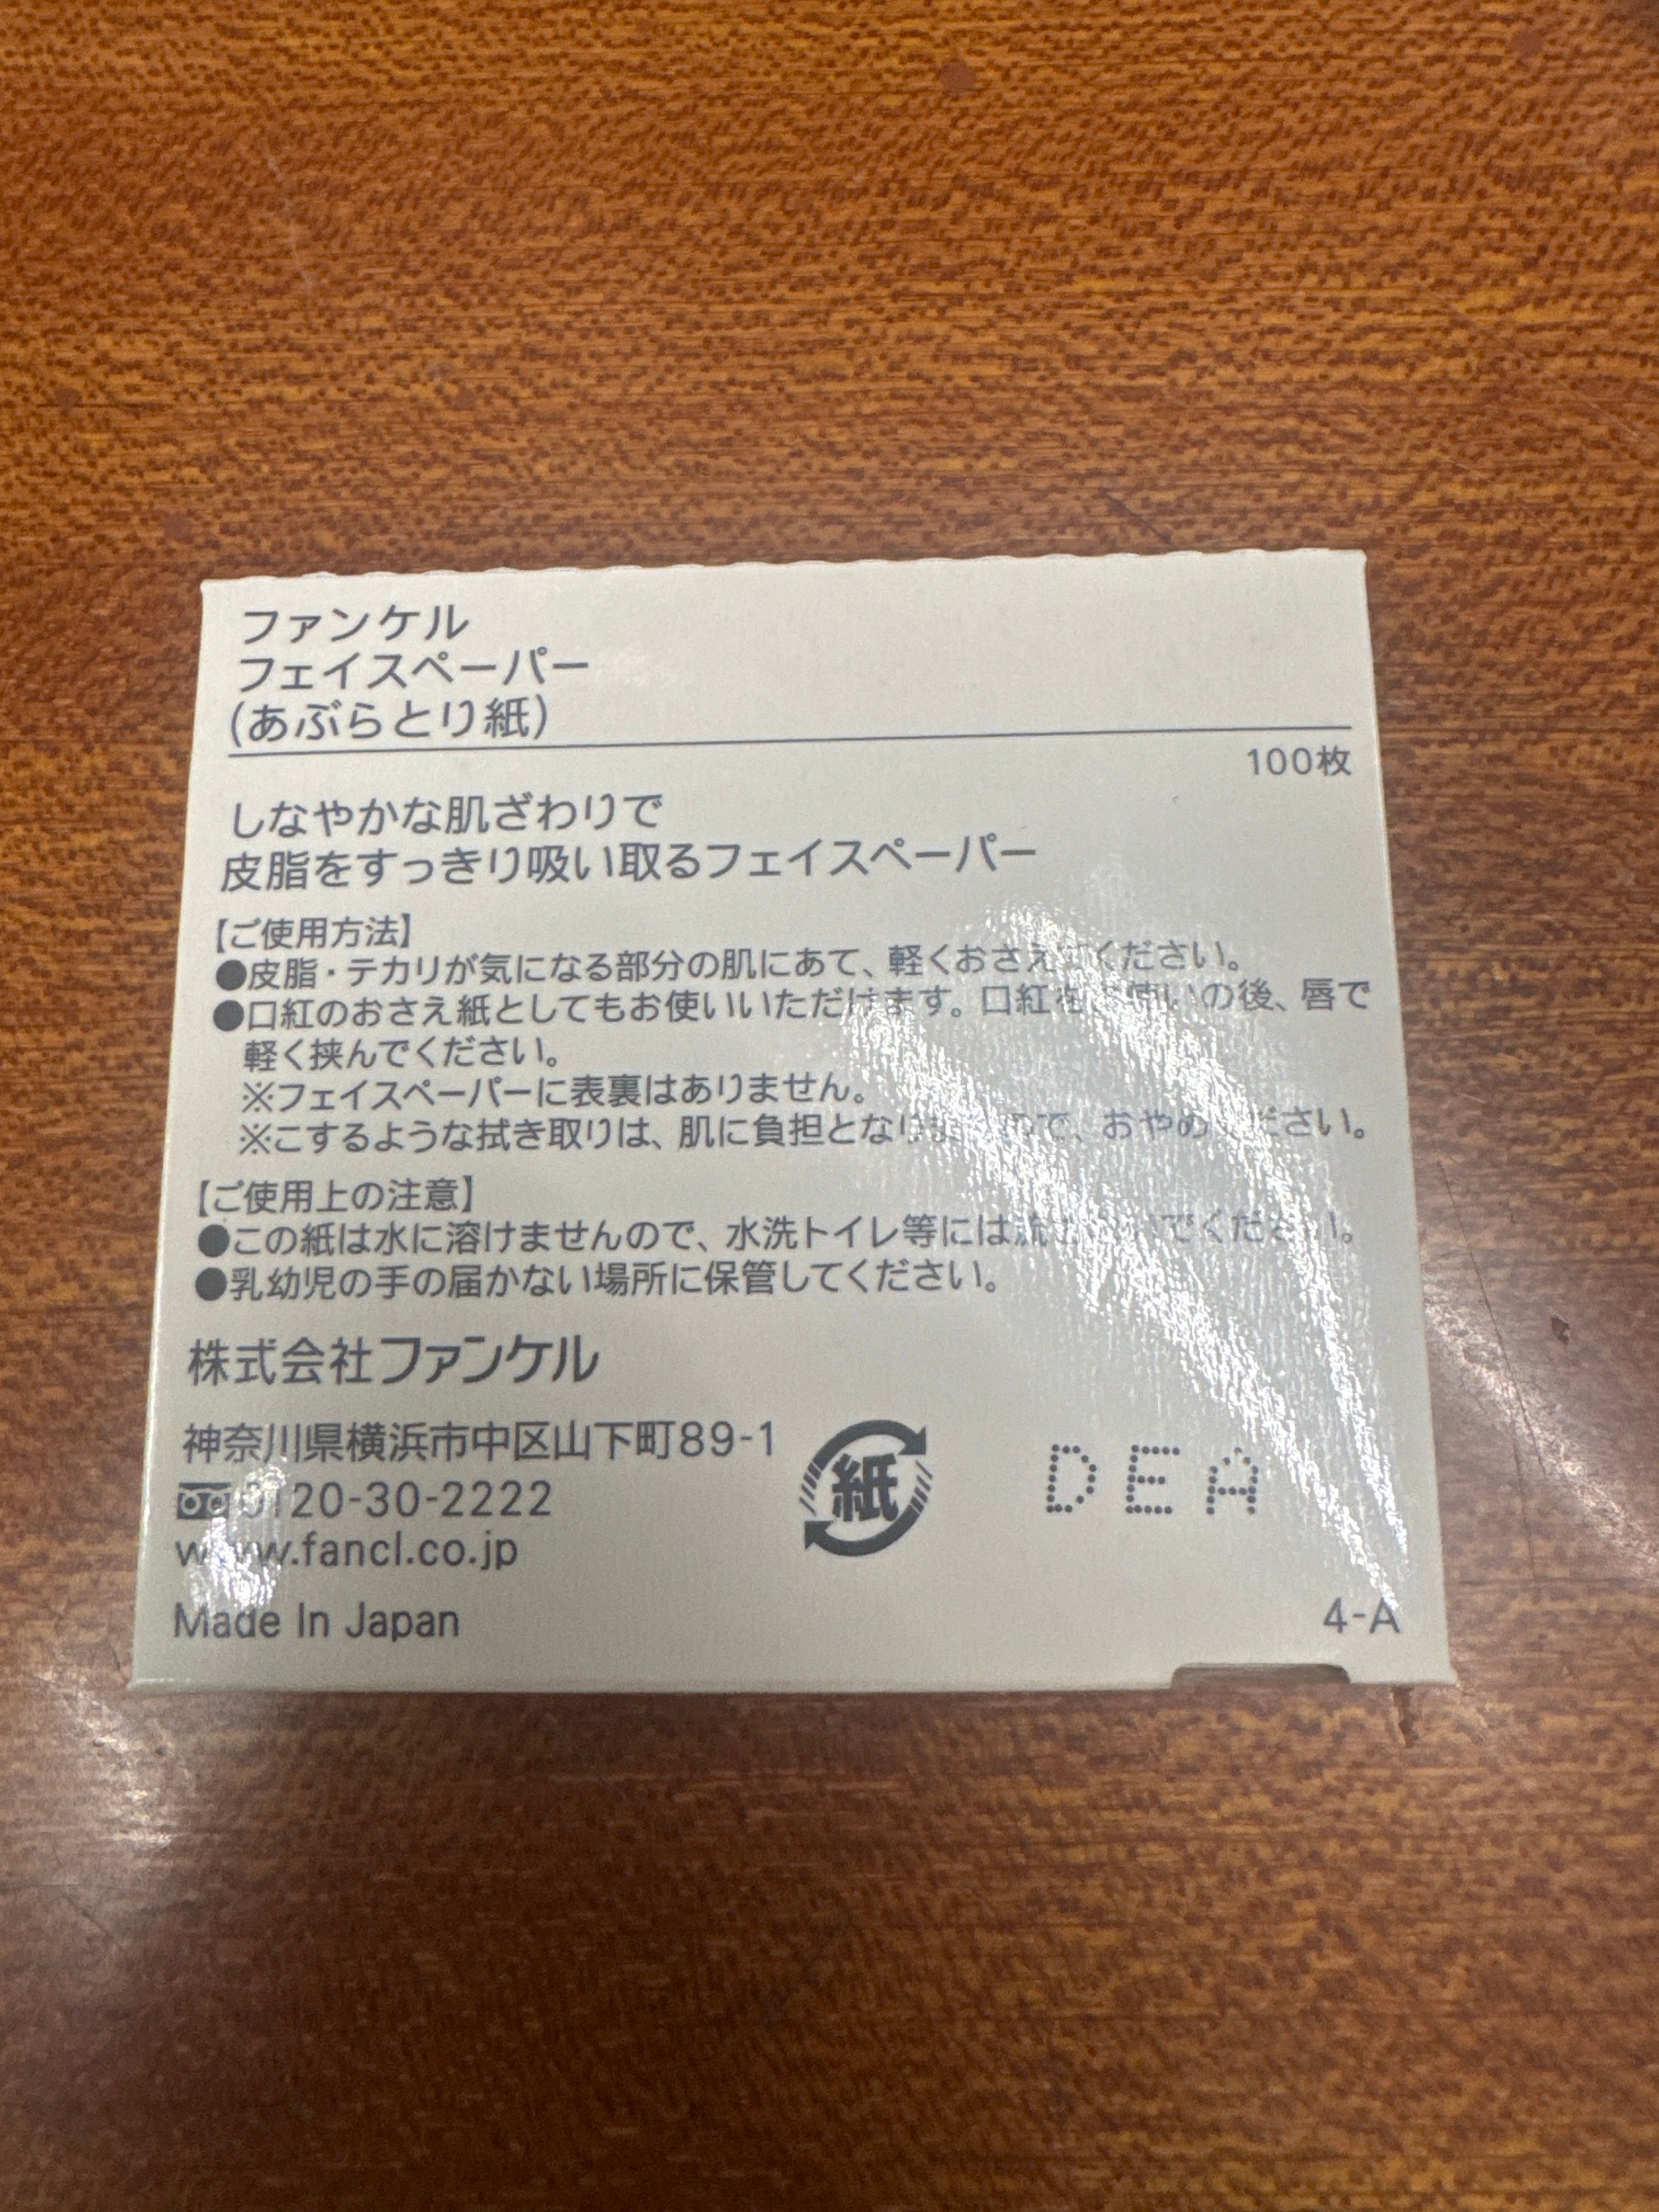 ファンケル
フェイスペーパー
(あぶらとり紙)
100枚
しなやかな肌ざわりで
皮脂をすっきり吸い取るフェイスペーパー
【ご使用方法】
●皮脂・テカリが気になる部分の肌にあて、軽くおさえてください。
●口紅のおさえ紙としてもお使いいただけます。口紅をお使いの後、唇で
軽く挟んでください。
※フェイスペーパーに表裏はありません。
※こするような拭き取りは、肌に負担となりますので、おやめください。
【ご使用上の注意】
●この紙は水に溶けませんので、水洗トイレ等には流さないでください。
●乳幼児の手の届かない場所に保管してください。
株式会社ファンケル
神奈川県横浜市中区山下町89-1
0120-30-2222
www.fancl.co.jp
Made In Japan
紙
DEA
4-A